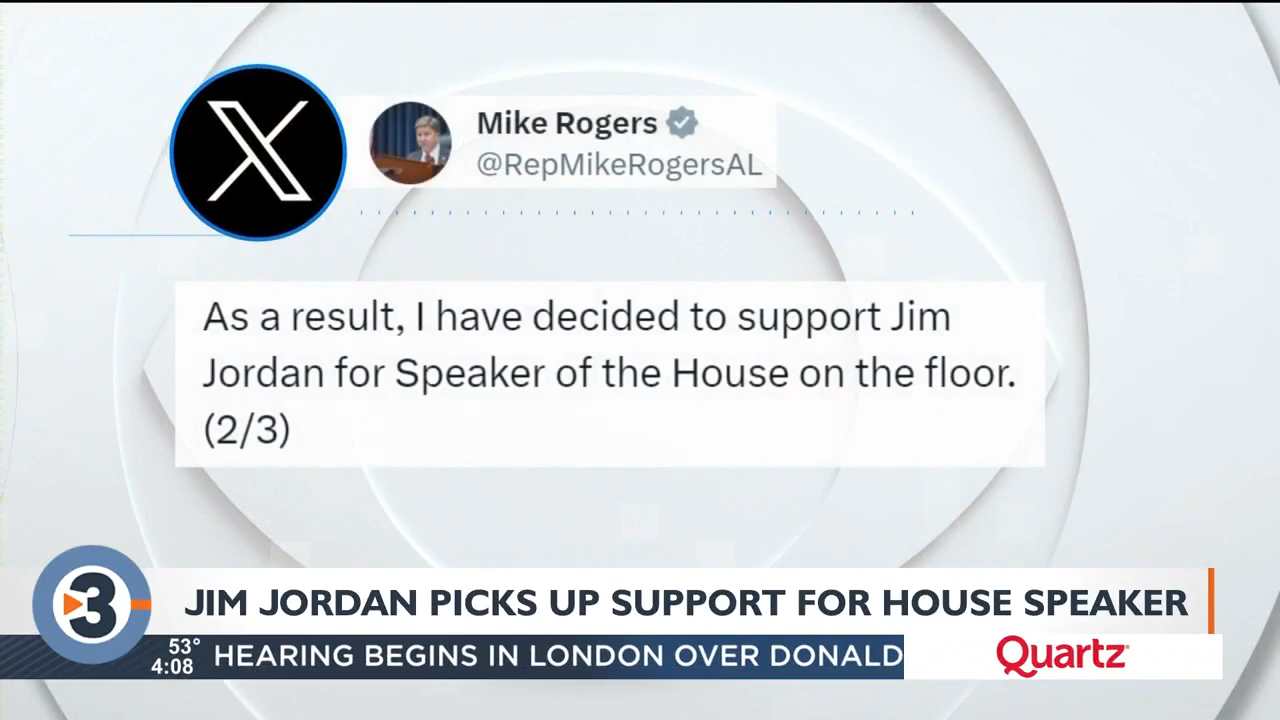 X
Mike Rogers
@RepMikeRogersAL
As a result, I have decided to support Jim
Jordan for Speaker of the House on the floor.
(2/3)
3
JIM JORDAN PICKS UP SUPPORT FOR HOUSE SPEAKER
53°
4:08
HEARING BEGINS IN LONDON OVER DONALD
Quartz